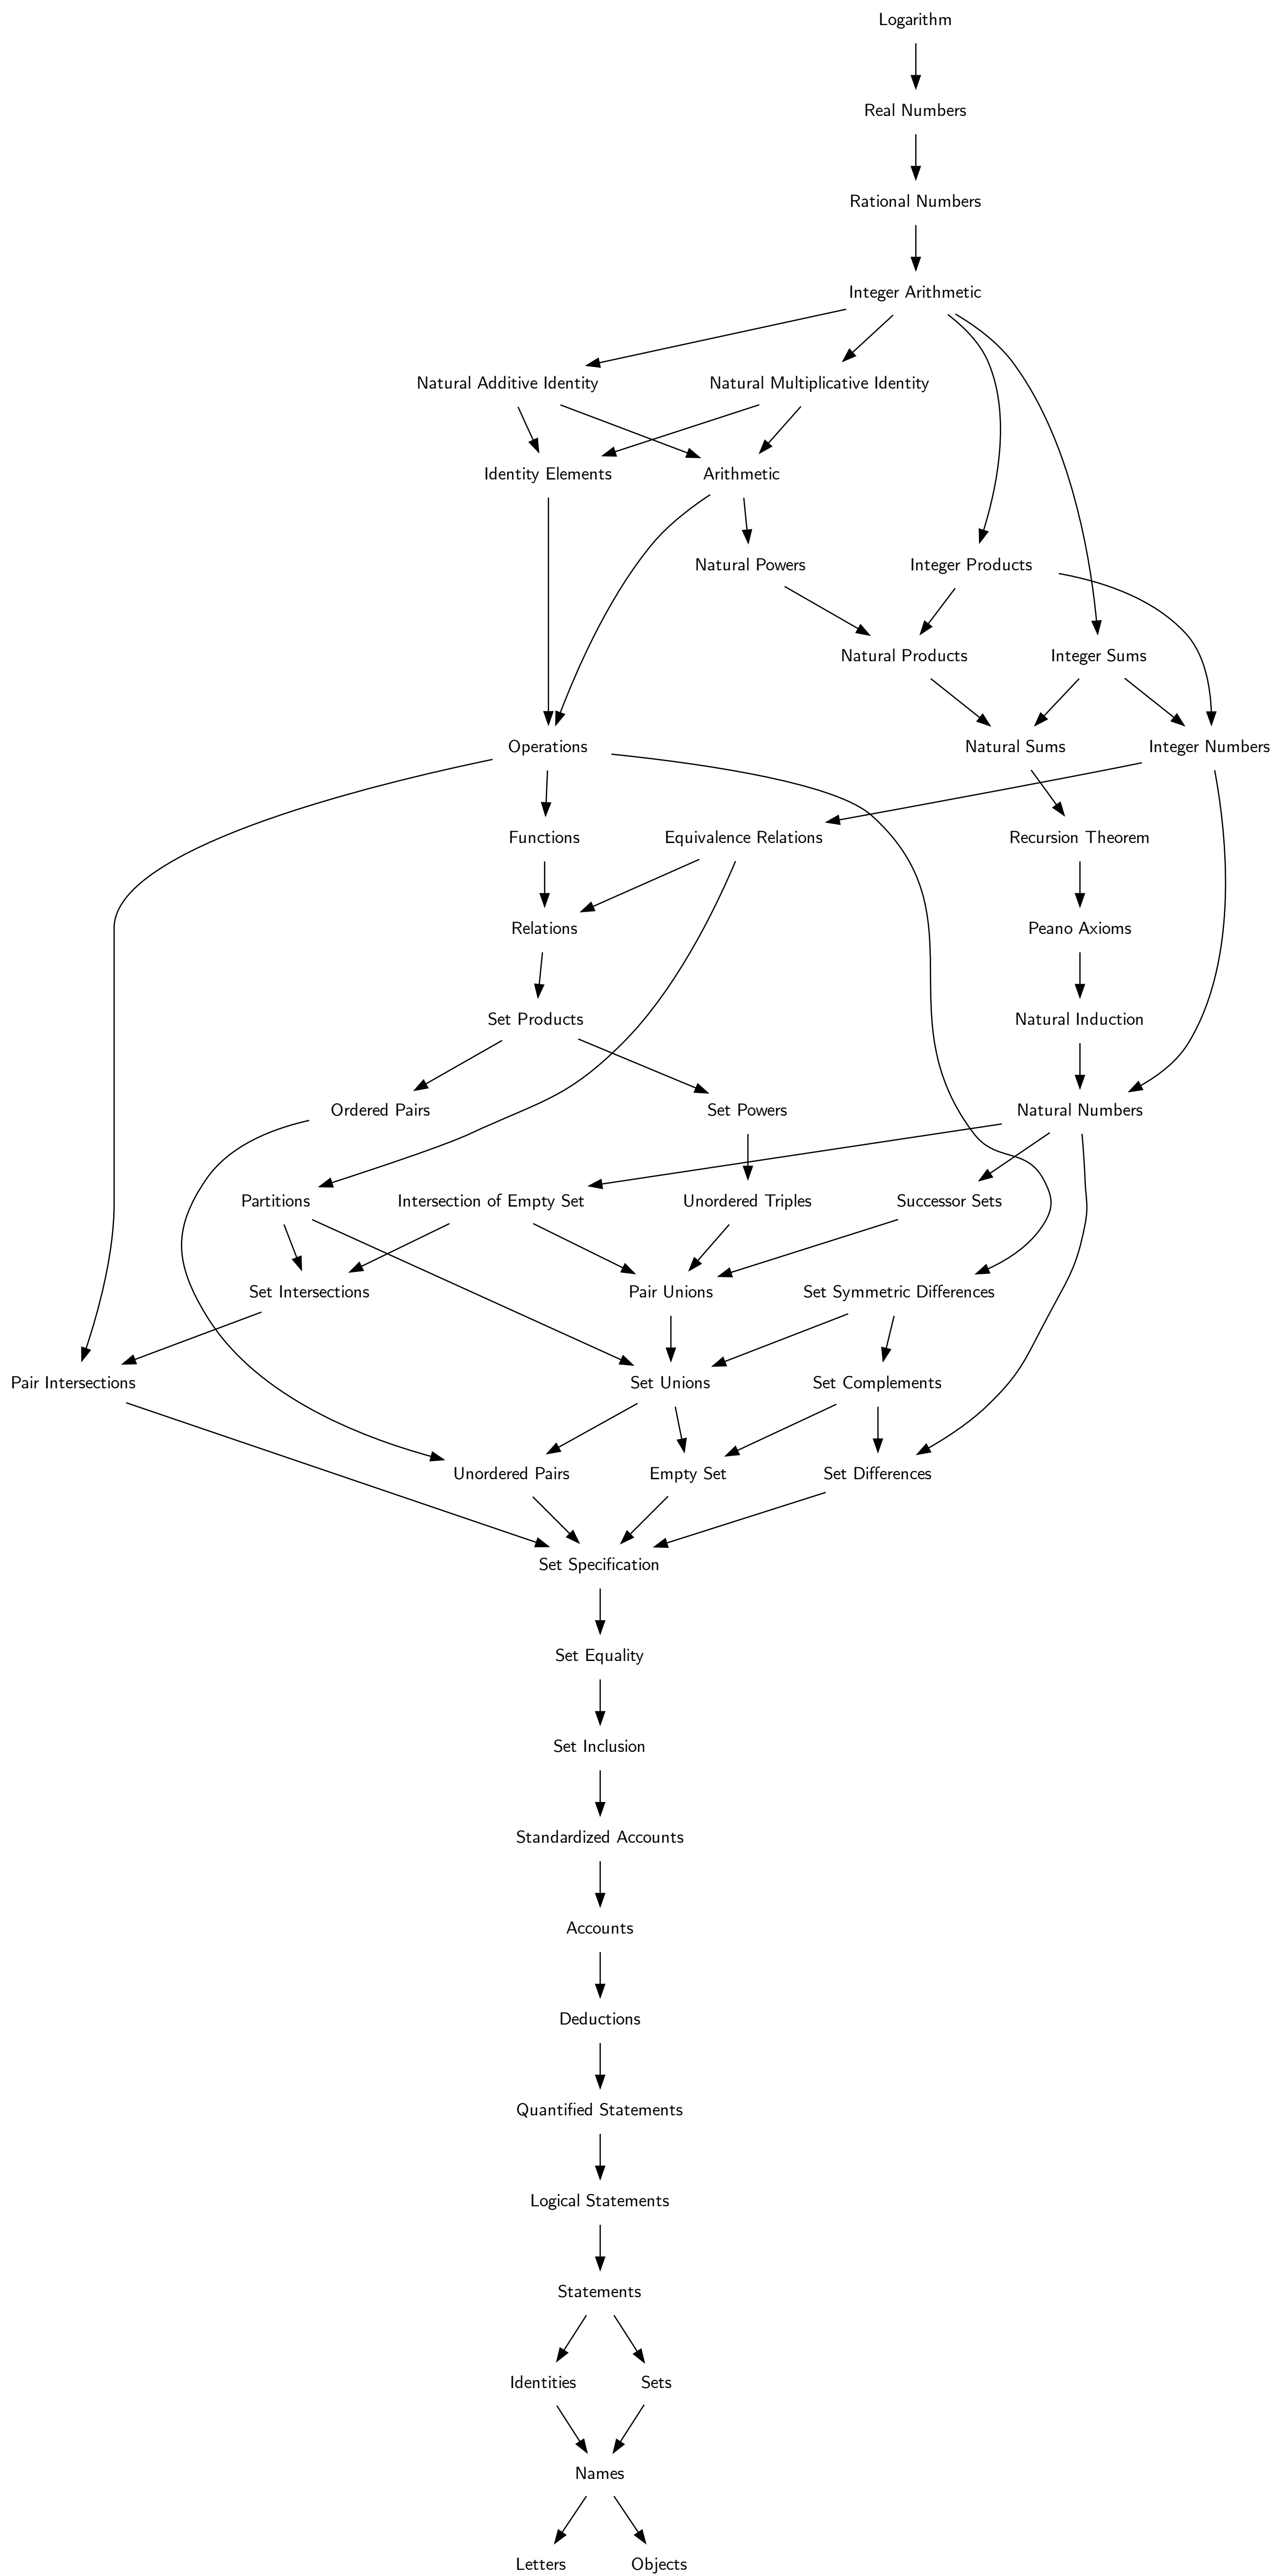 Logarithm
Real Numbers
Rational Numbers
Integer Arithmetic
Natural Additive Identity
Natural Multiplicative Identity
Identity Elements
Arithmetic
Natural Powers
Integer Products
Natural Products
Integer Sums
Operations
Natural Sums
Integer Numbers
Functions
Equivalence Relations
Recursion Theorem
Relations
Peano Axioms
Set Products
Natural Induction
Ordered Pairs
Set Powers
Natural Numbers
Partitions
Intersection of Empty Set
Unordered Triples
Successor Sets
Set Intersections
Pair Unions
Set Symmetric Differences
Pair Intersections
Set Unions
Set Complements
Unordered Pairs
Empty Set
Set Differences
Set Specification
Set Equality
Set Inclusion
Standardized Accounts
Accounts
Deductions
Quantified Statements
Logical Statements
Statements
Identities
Sets
Names
Letters
Objects